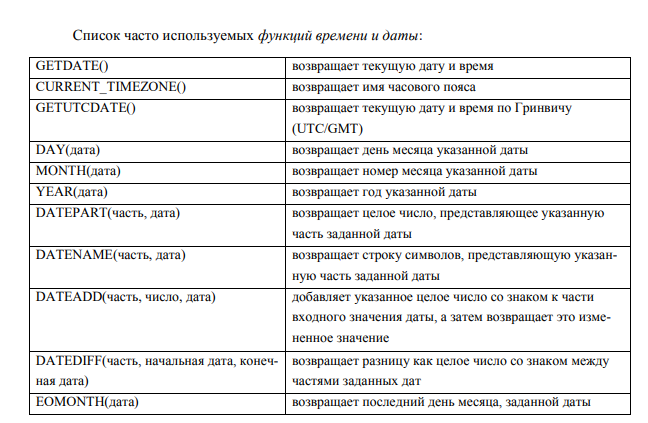 Список часто используемых функций времени и даты:
GETDATE() возвращает текущую дату и время
CURRENT_TIMEZONE() возвращает имя часового пояса
GETUTCDATE() возвращает текущую дату и время по Гринвичу
(UTC/GMT)
DAY(дата) возвращает день месяца указанной даты
MONTH(дата) возвращает номер месяца указанной даты
YEAR(дата) возвращает год указанной даты
DATEPART(часть, дата) возвращает целое число, представляющее указанную
часть заданной даты
DATENAME(часть, дата) возвращает строку символов, представляющую указан-
ную часть заданной даты
DATEADD(часть, число, дата) добавляет указанное целое число со знаком к части
входного значения даты, а затем возвращает это изме-
ненное значение
DATEDIFF(часть, начальная дата, конеч- возвращает разницу как целое число со знаком между
ная дата) частями заданных дат
EOMONTH(дата) возвращает последний день месяца, заданной даты